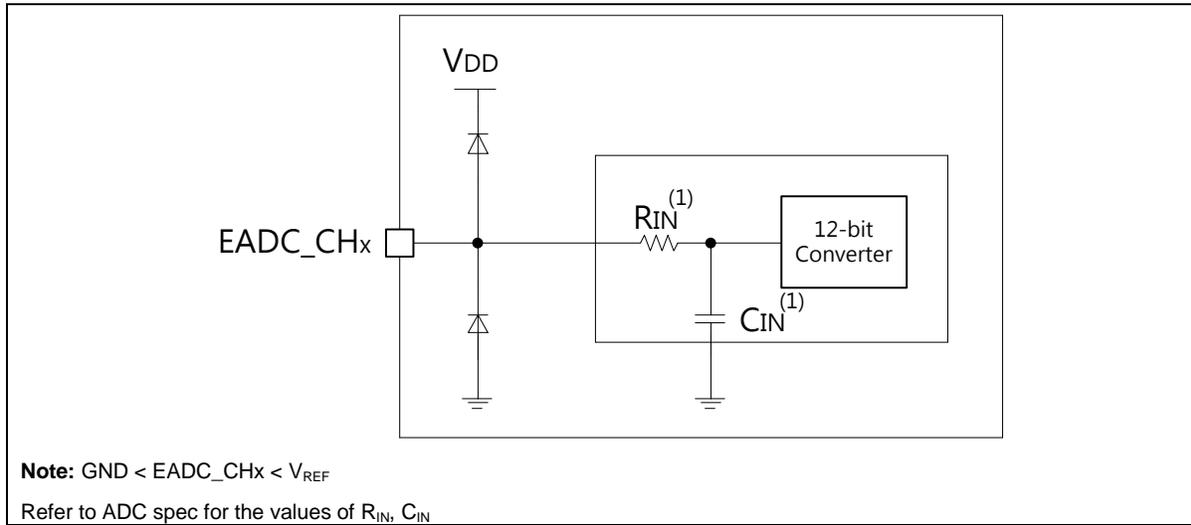 VDD
EADC_CHx
RIN(1)
12-bit
Converter
CIN(1)
Note: GND < EADC_CHx < VREF
Refer to ADC spec for the values of RIN, CIN